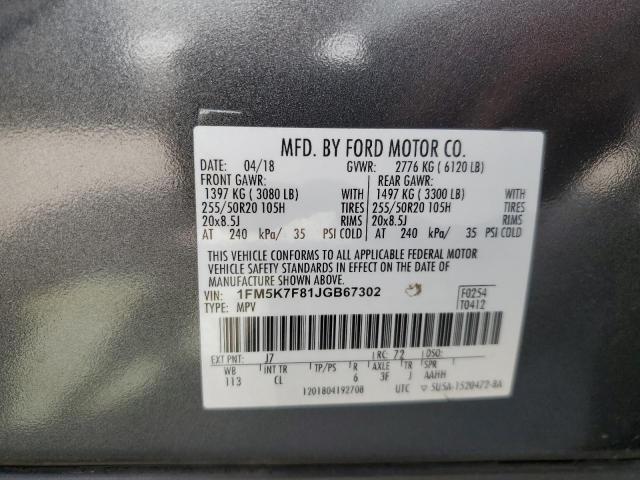 MFD. BY FORD MOTOR CO.
DATE: 04/18 GVWR: 2776 KG ( 6120 LB)
FRONT GAWR: REAR GAWR:
1397 KG ( 3080 LB) WITH 1497 KG ( 3300 LB) WITH
255/50R20 105H TIRES 255/50R20 105H TIRES
20x8.5J RIMS 20x8.5J RIMS
AT 240 kPa/ 35 PSI COLD AT 240 kPa/ 35 PSI COLD
THIS VEHICLE CONFORMS TO ALL APPLICABLE FEDERAL MOTOR
VEHICLE SAFETY STANDARDS IN EFFECT ON THE DATE OF
MANUFACTURE SHOWN ABOVE.
VIN: 1FM5K7F81JGB67302 F0254
TYPE: MPV T0412
EXT PNT: J7 RC: 72 DSO:
WB INT TR TP/PS R AXLE TR SPR
113 CL 6 3F J AAHH
1201804192708 UTC ▽ 5U5A-1520472-BA